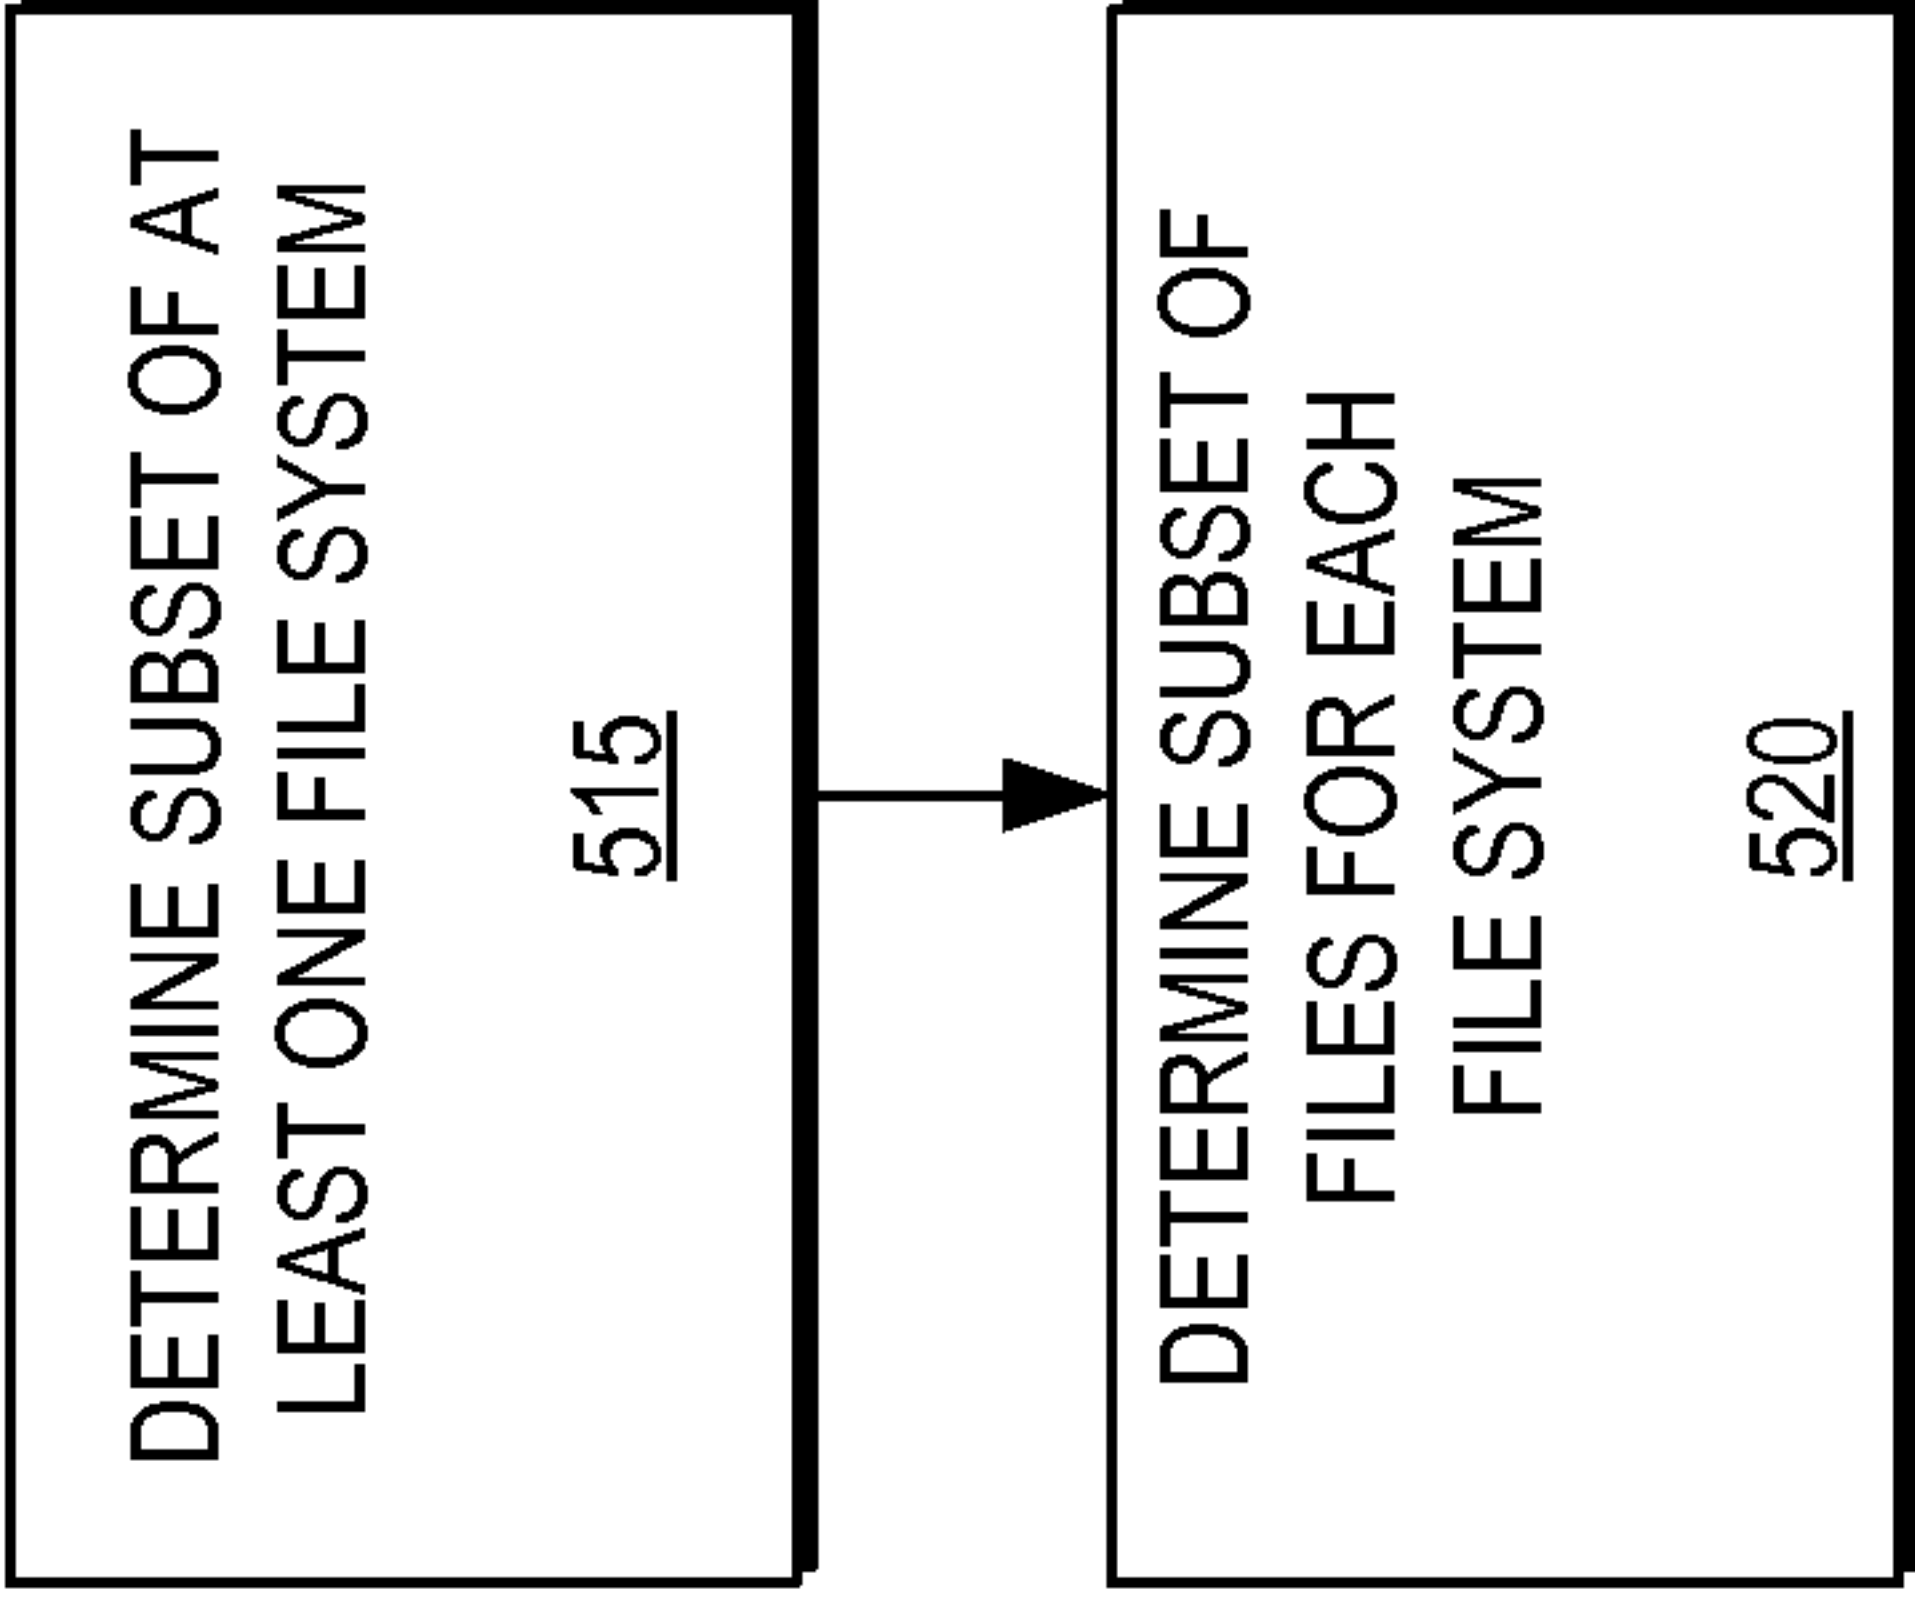 DETERMINE SUBSET OF AT
LEAST ONE FILE SYSTEM
515
DETERMINE SUBSET OF
FILES FOR EACH
FILE SYSTEM
520